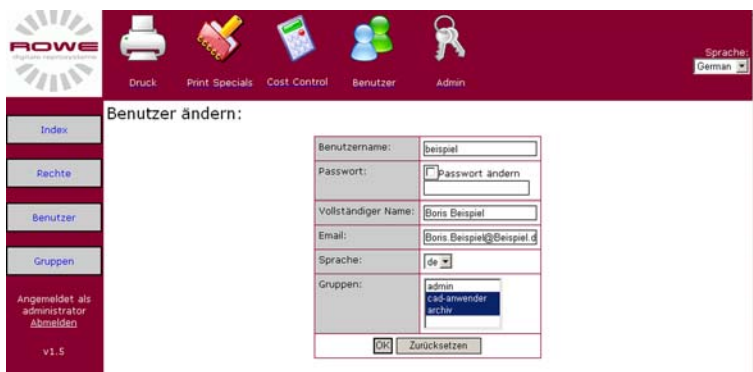 ROWE
digitale reprosysteme
Druck
Print Specials
Cost Control
Benutzer
Admin
Sprache:
German
Index
Rechte
Benutzer
Gruppen
Angemeldet als
administrator
Abmelden
v1.5
Benutzer ändern:
Benutzername:
beispiel
Passwort:
Passwort ändern
Vollständiger Name:
Boris Beispiel
Email:
Boris.Beispiel@Beispiel.d
Sprache:
de
Gruppen:
admin
cad-anwender
archiv
OK
Zurücksetzen